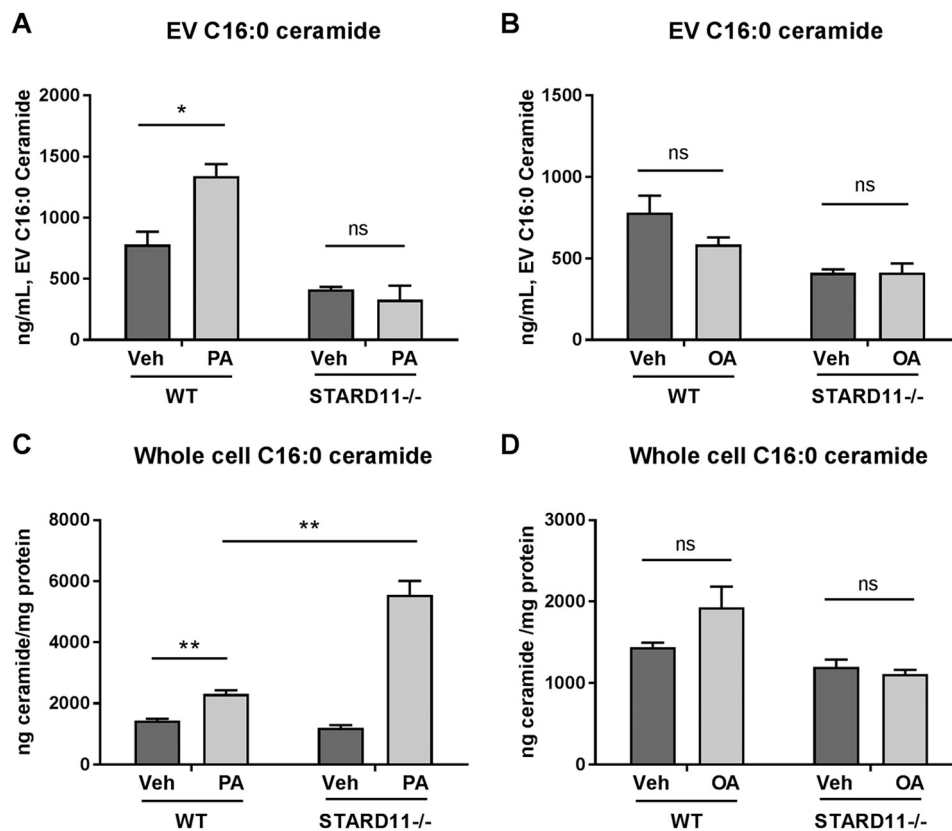 A
EV C16:0 ceramide
ng/mL, EV C16:0 Ceramide
2000
1500
1000
500
0
*
ns
Veh PA Veh PA
WT STARD11-/-
B
EV C16:0 ceramide
ng/mL, EV C16:0 Ceramide
1500
1000
500
0
ns
ns
Veh OA Veh OA
WT STARD11-/-
C
Whole cell C16:0 ceramide
ng ceramide/mg protein
8000
6000
4000
2000
0
**
**
Veh PA Veh PA
WT STARD11-/-
D
Whole cell C16:0 ceramide
ng ceramide /mg protein
3000
2000
1000
0
ns
ns
Veh OA Veh OA
WT STARD11-/-